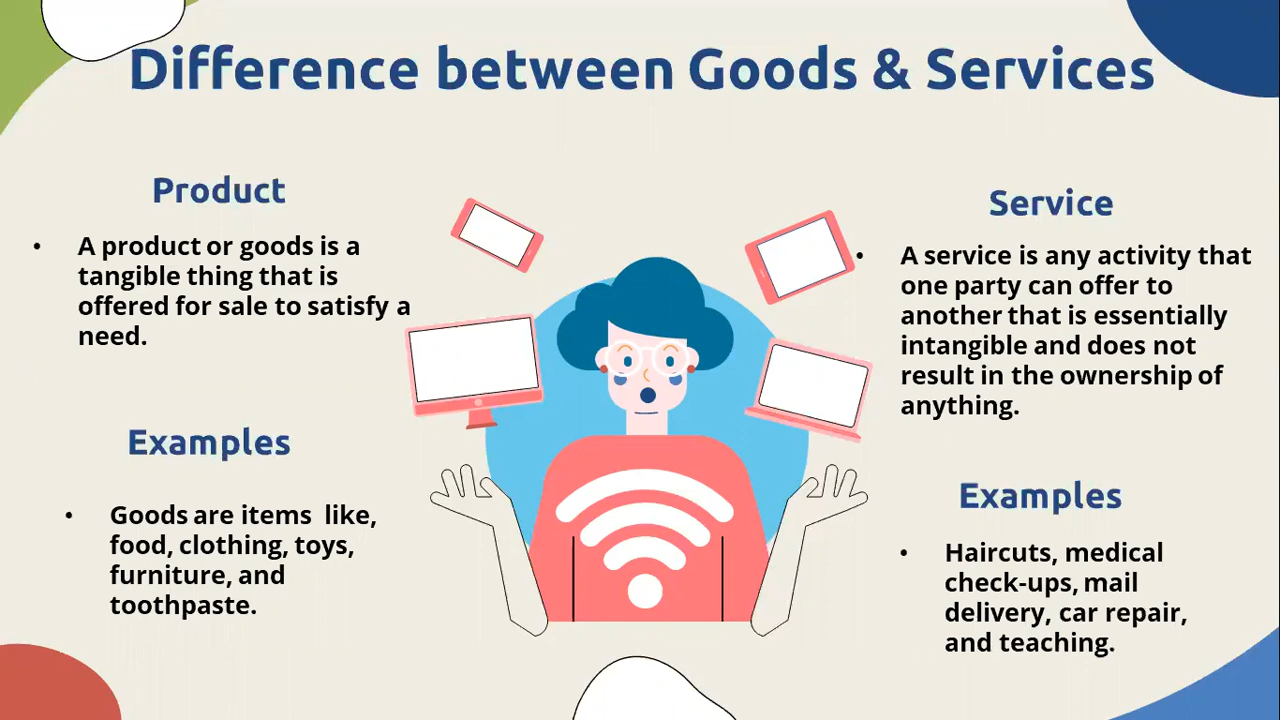 Difference between Goods & Services
Product
• A product or goods is a
tangible thing that is
offered for sale to satisfy a
need.
Examples
• Goods are items like,
food, clothing, toys,
furniture, and
toothpaste.
Service
• A service is any activity that
one party can offer to
another that is essentially
intangible and does not
result in the ownership of
anything.
Examples
• Haircuts, medical
check-ups, mail
delivery, car repair,
and teaching.